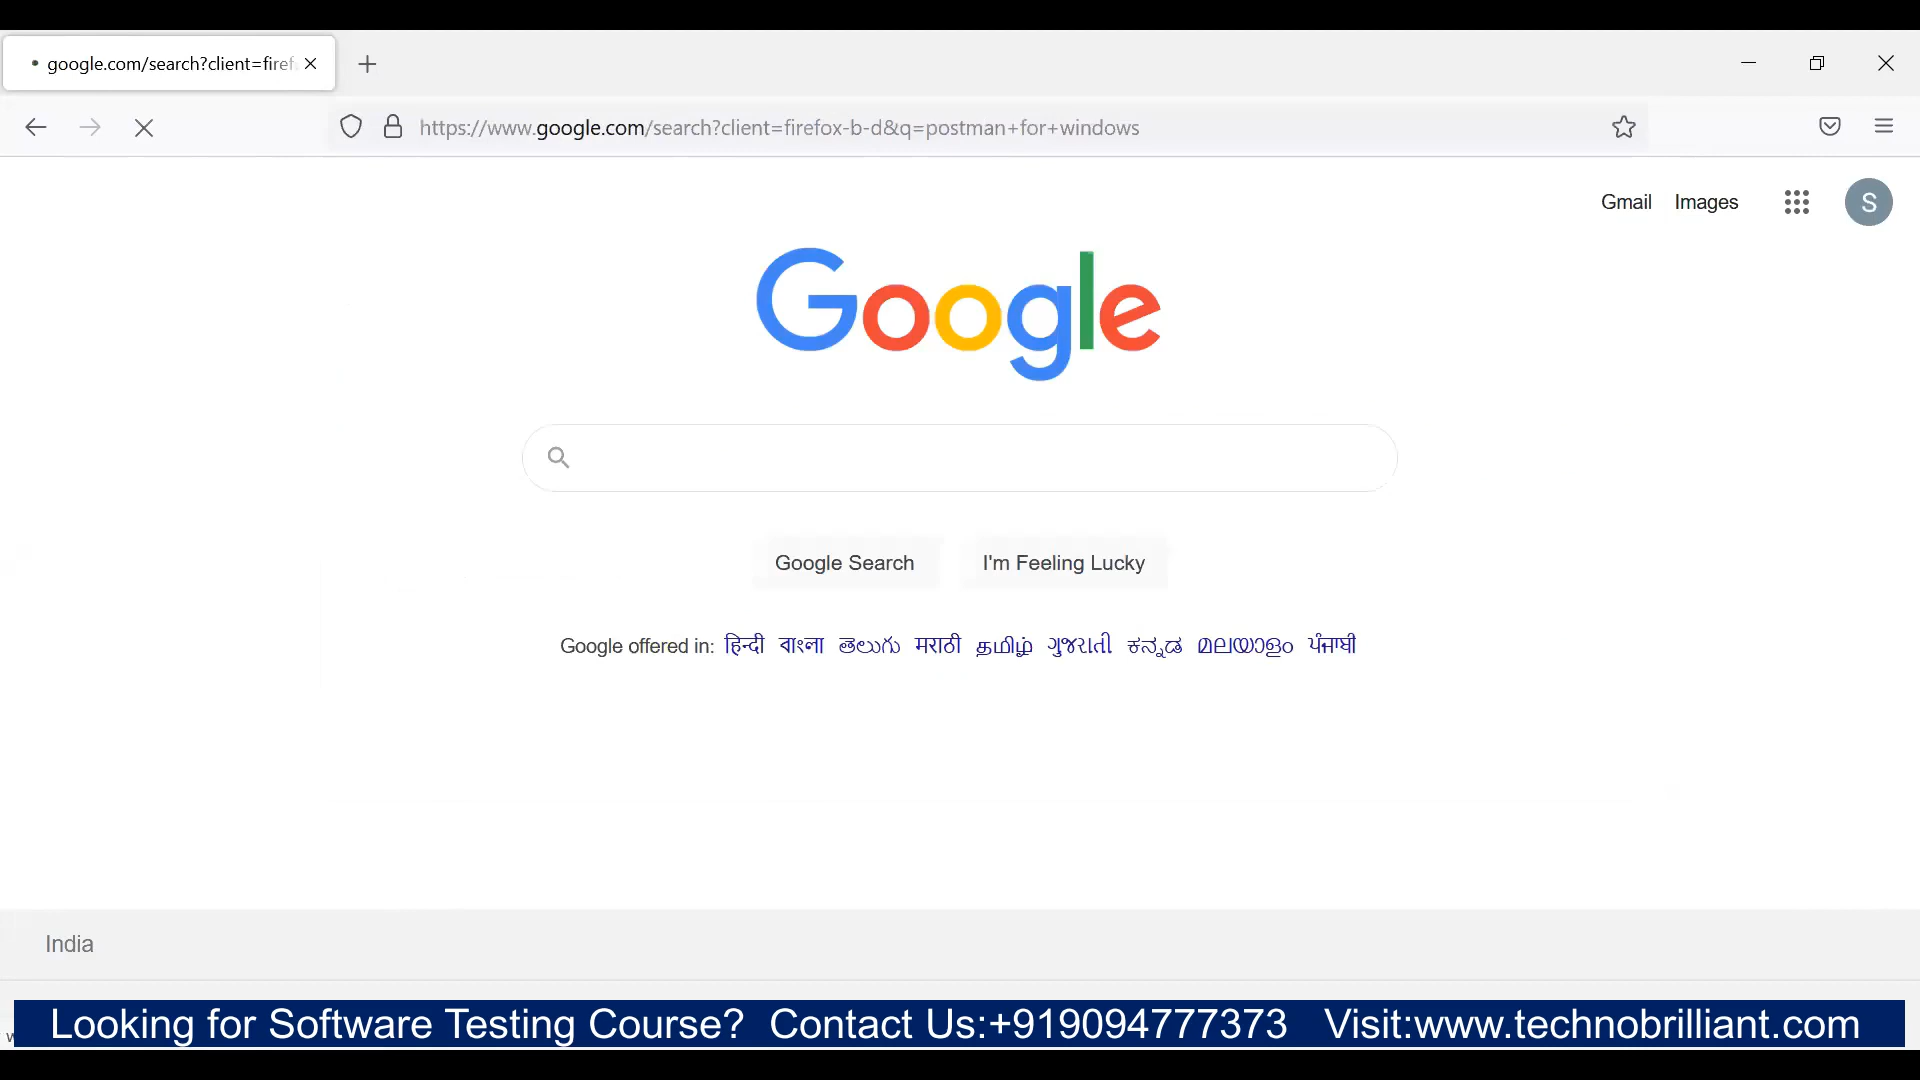 google.com/search?client=firef
https://www.google.com/search?client=firefox-b-d&q=postman+for+windows
Gmail Images S
Google
Google Search I'm Feeling Lucky
Google offered in: हिन्दी বাংলা తెలుగు मराठी தமிழ் ગુજરાતી ಕನ್ನಡ മലയാളം ਪੰਜਾਬੀ
India
Looking for Software Testing Course? Contact Us:+919094777373 Visit:www.technobrilliant.com